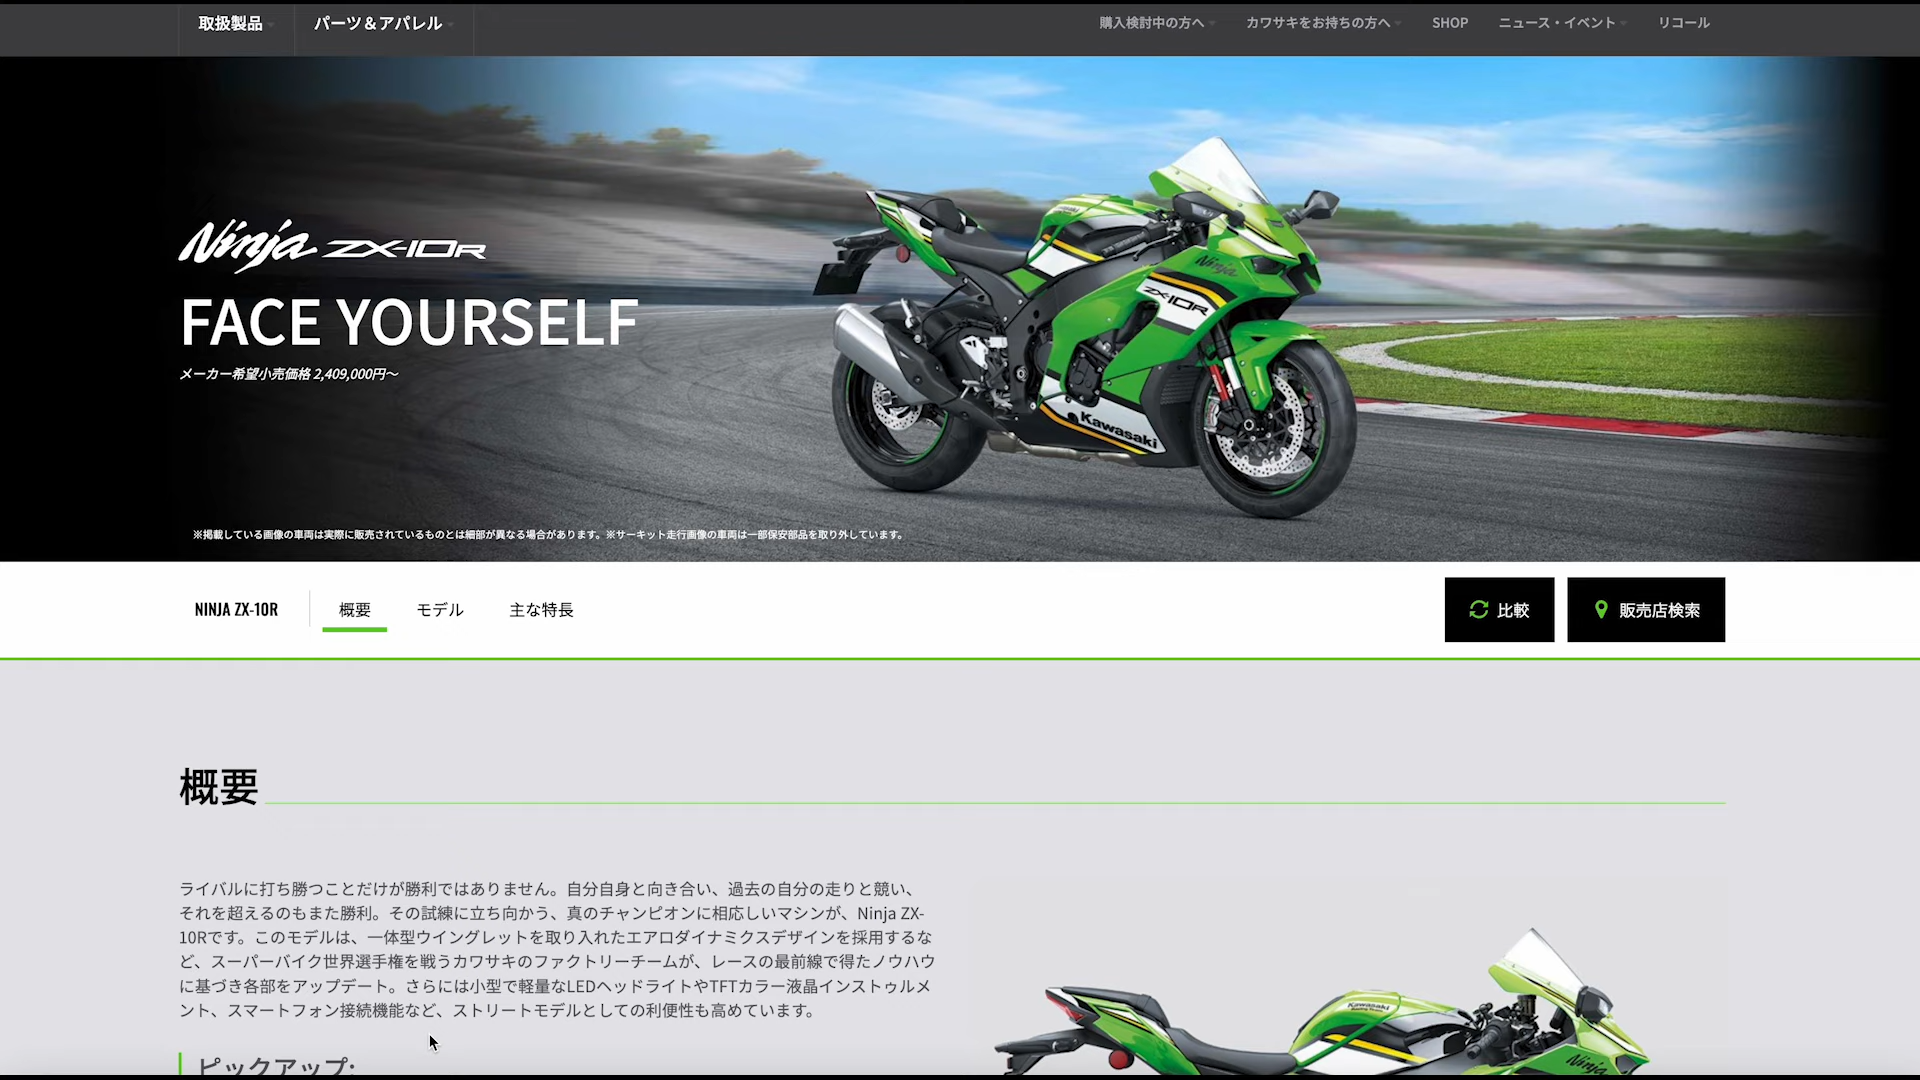 取扱製品
パーツ＆アパレル
購入検討中の方へ
カワサキをお持ちの方へ
SHOP
ニュース・イベント
リコール
Ninja ZX-10R
FACE YOURSELF
メーカー希望小売価格 2,409,000円～
Ninja
ZX-10R
Kawasaki
※掲載している画像の車両は実際に販売されているものとは細部が異なる場合があります。※サーキット走行画像の車両は一部保安部品を取り外しています。
NINJA ZX-10R
概要
モデル
主な特長
比較
販売店検索
概要
ライバルに打ち勝つことだけが勝利ではありません。自分自身と向き合い、過去の自分の走りと競い、
それを超えるのもまた勝利。その試練に立ち向かう、真のチャンピオンに相応しいマシンが、Ninja ZX-
10Rです。このモデルは、一体型ウイングレットを取り入れたエアロダイナミクスデザインを採用するな
ど、スーパーバイク世界選手権を戦うカワサキのファクトリーチームが、レースの最前線で得たノウハウ
に基づき各部をアップデート。さらには小型で軽量なLEDヘッドライトやTFTカラー液晶インストゥルメ
ント、スマートフォン接続機能など、ストリートモデルとしての利便性も高めています。
ピックアップ:
Kawasaki
Ninja